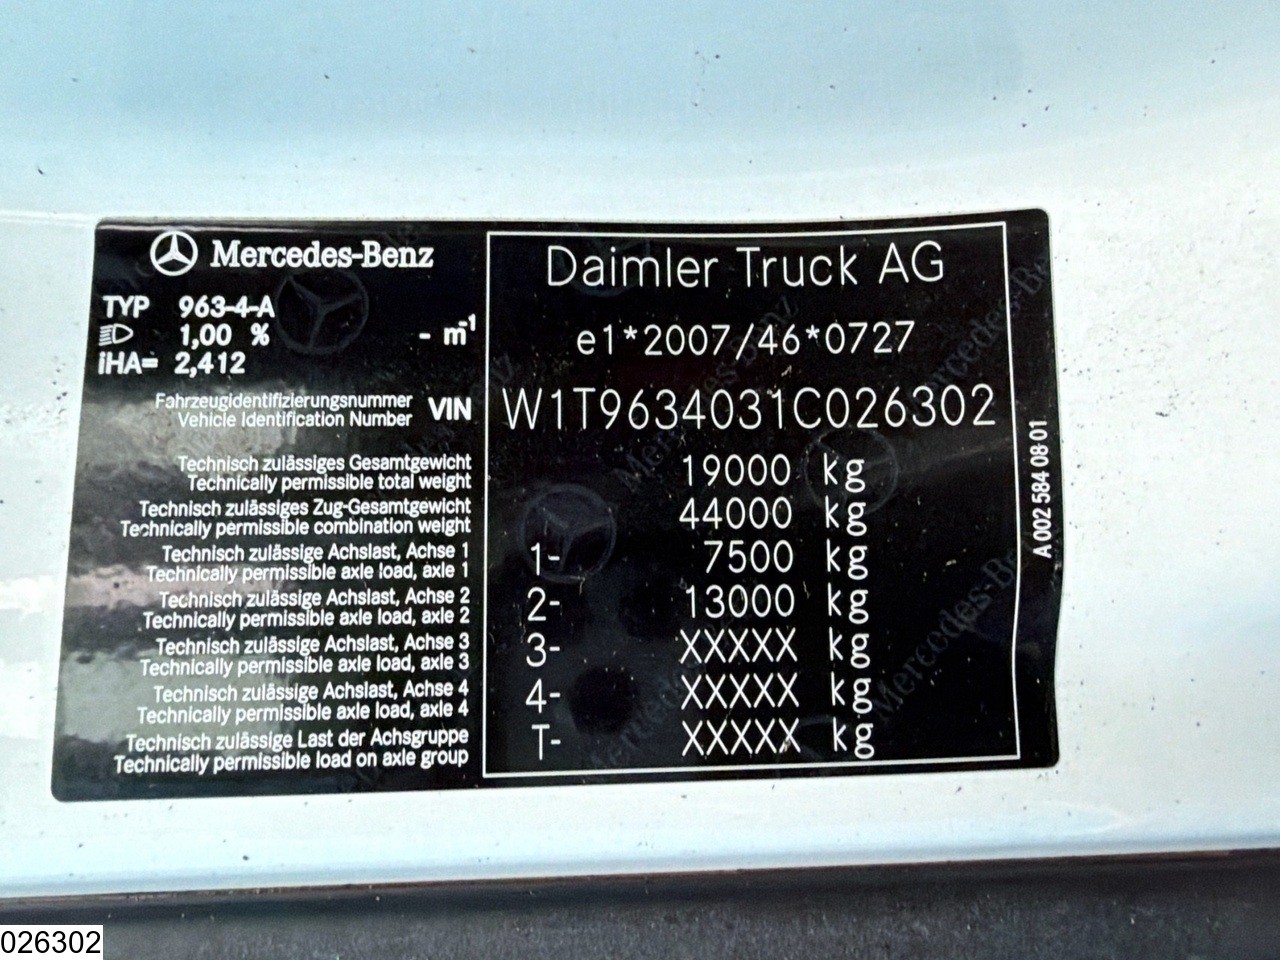 Mercedes-Benz
TYP 963-4-A
1,00 % - m-1
iHA= 2,412
Fahrzeugidentifizierungsnummer
Vehicle Identification Number VIN
Daimler Truck AG
e1*2007/46*0727
W1T9634031C026302
Technisch zulässiges Gesamtgewicht
Technically permissible total weight 19000 kg
Technisch zulässiges Zug-Gesamtgewicht
Technically permissible combination weight 44000 kg
Technisch zulässige Achslast, Achse 1
Technically permissible axle load, axle 1 1- 7500 kg
Technisch zulässige Achslast, Achse 2
Technically permissible axle load, axle 2 2- 13000 kg
Technisch zulässige Achslast, Achse 3
Technically permissible axle load, axle 3 3- XXXXX kg
Technisch zulässige Achslast, Achse 4
Technically permissible axle load, axle 4 4- XXXXX kg
Technisch zulässige Last der Achsgruppe
Technically permissible load on axle group T- XXXXX kg
A 002 584 08 01
026302